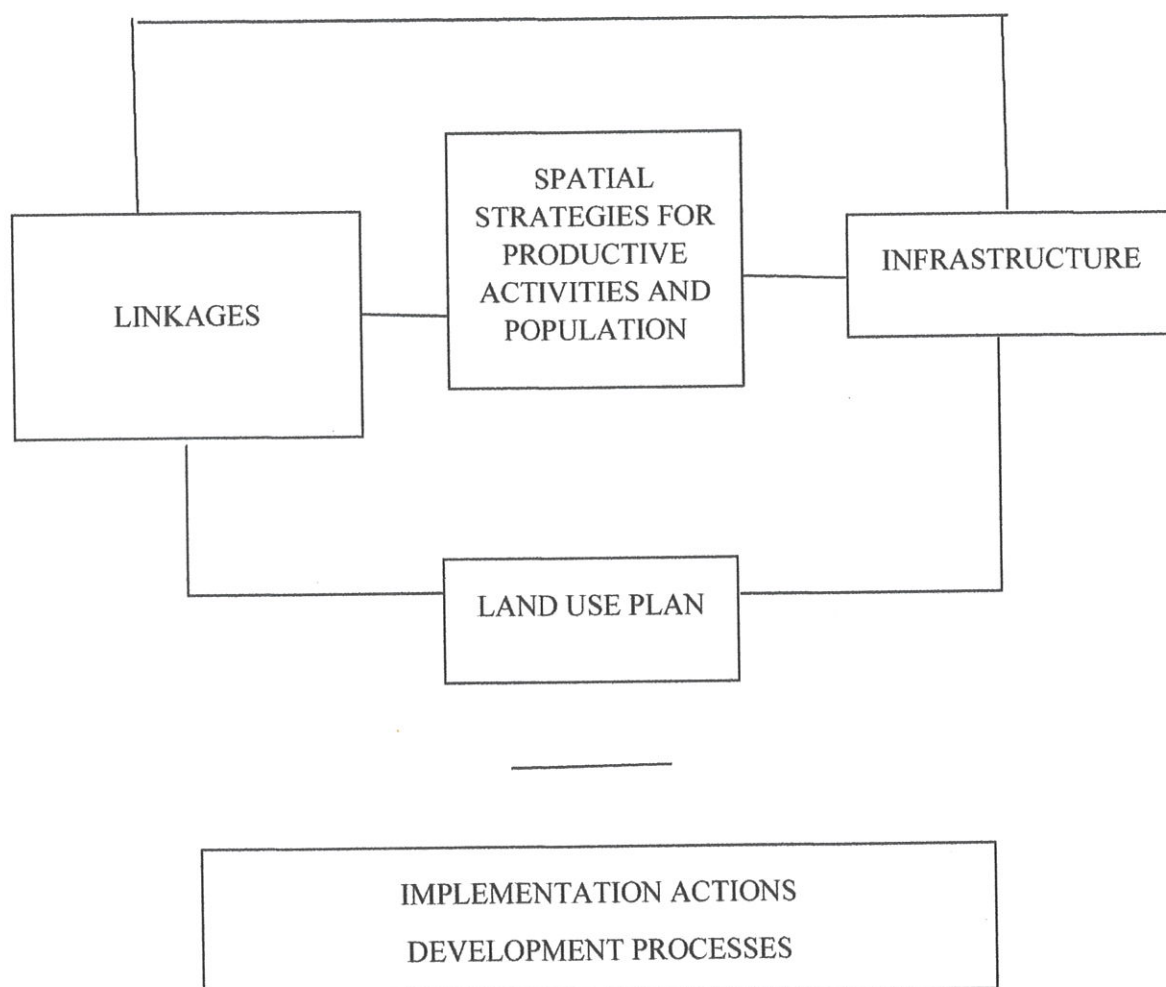 SPATIAL
STRATEGIES FOR
PRODUCTIVE
ACTIVITIES AND
POPULATION
LINKAGES
INFRASTRUCTURE
LAND USE PLAN
IMPLEMENTATION ACTIONS
DEVELOPMENT PROCESSES